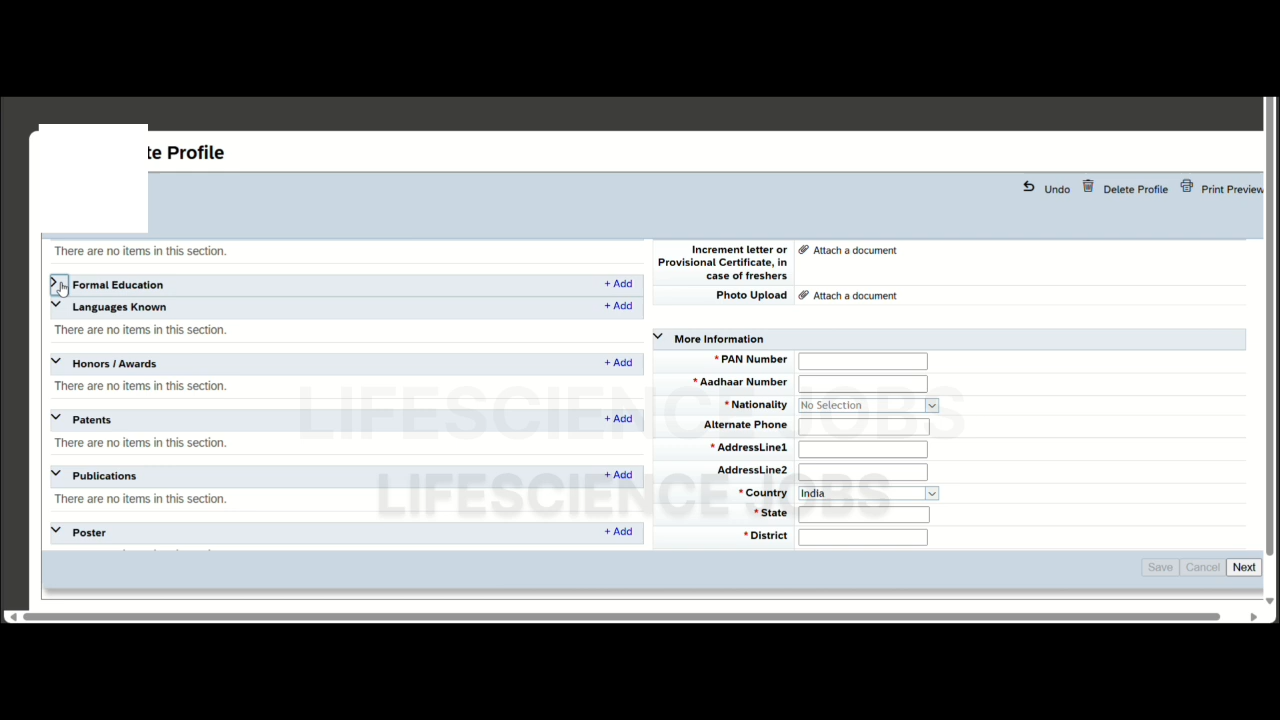 te Profile
Undo Delete Profile Print Preview
There are no items in this section.
Formal Education + Add
Languages Known + Add
There are no items in this section.
Honors / Awards + Add
There are no items in this section.
Patents + Add
There are no items in this section.
Publications + Add
There are no items in this section.
Poster + Add
Increment letter or
Provisional Certificate, in
case of freshers
Attach a document
Photo Upload Attach a document
More Information
* PAN Number
* Aadhaar Number
* Nationality No Selection
Alternate Phone
* AddressLine1
AddressLine2
* Country India
* State
* District
Save Cancel Next
LIFESCIENCE JOBS
LIFESCIENCE JOBS